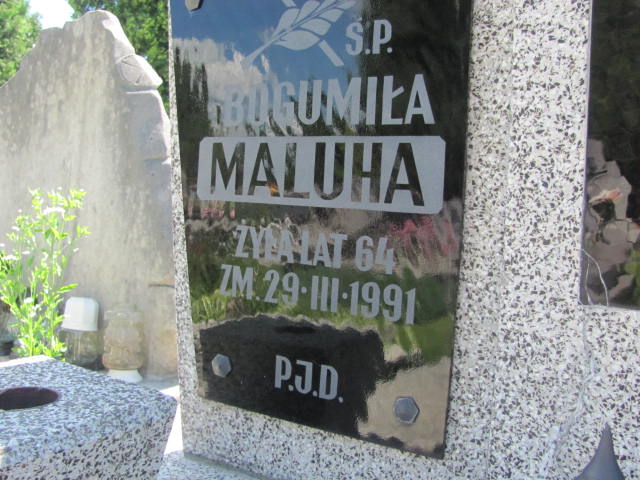 Ś.P.
BOGUMIŁA
MALUHA
ŻYŁA LAT 64
ZM. 29·III·1991
P.J.D.